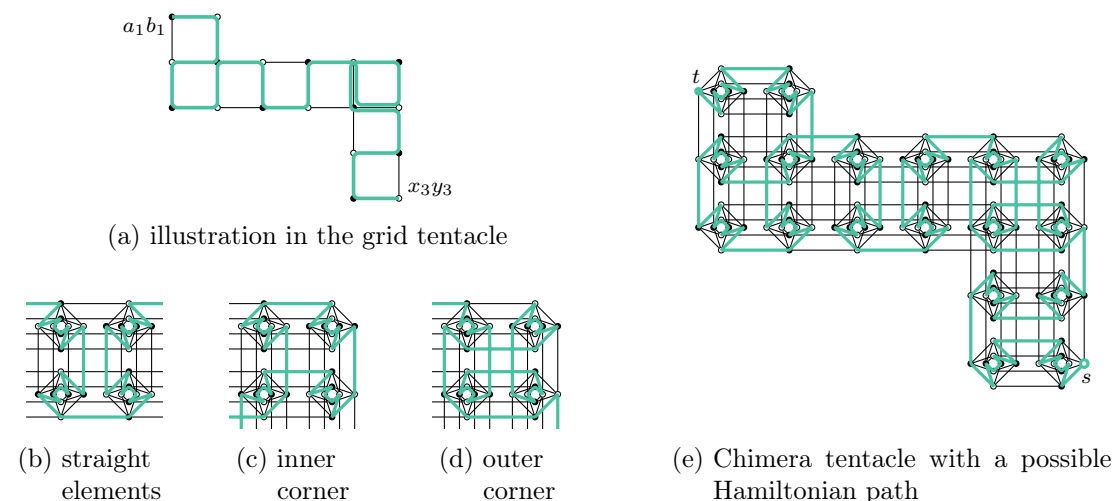 a₁b₁
x₃y₃
(a) illustration in the grid tentacle
t
s
(b) straight
elements
(c) inner
corner
(d) outer
corner
(e) Chimera tentacle with a possible
Hamiltonian path